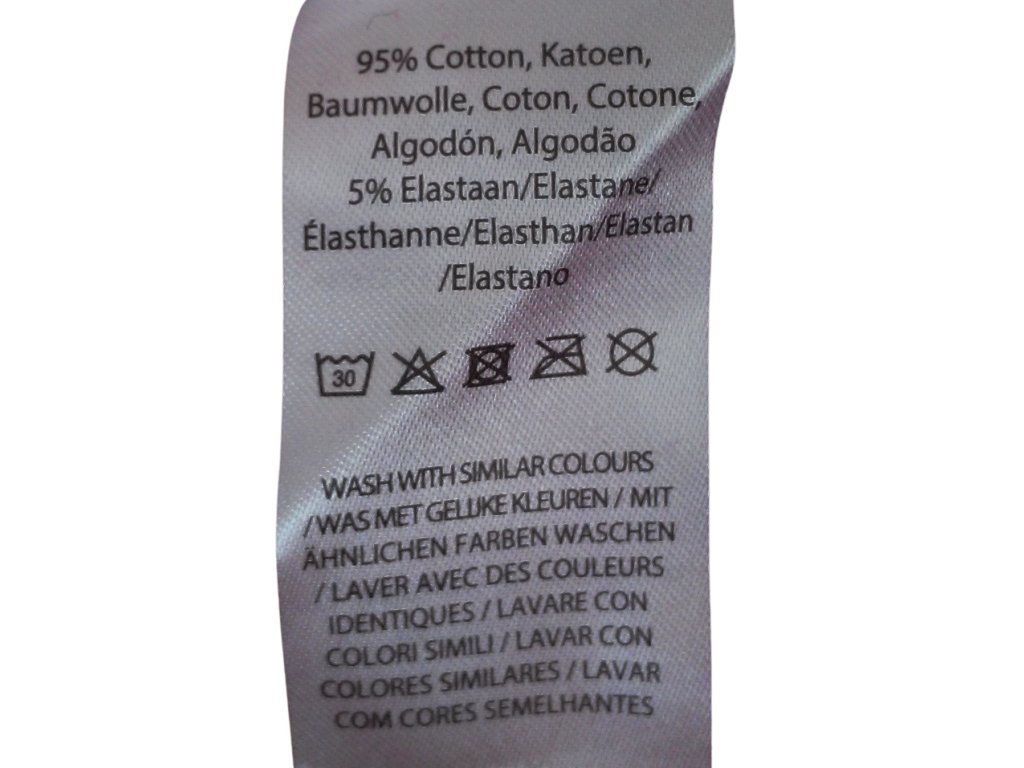 95% Cotton, Katoen,
Baumwolle, Coton, Cotone,
Algodón, Algodão
5% Elastaan/Elastane/
Élasthanne/Elasthan/Elastan
/Elastano
30
WASH WITH SIMILAR COLOURS
/ WAS MET GELIJKE KLEUREN / MIT
ÄHNLICHEN FARBEN WASCHEN
/ LAVER AVEC DES COULEURS
IDENTIQUES / LAVARE CON
COLORI SIMILI / LAVAR CON
COLORES SIMILARES / LAVAR
COM CORES SEMELHANTES